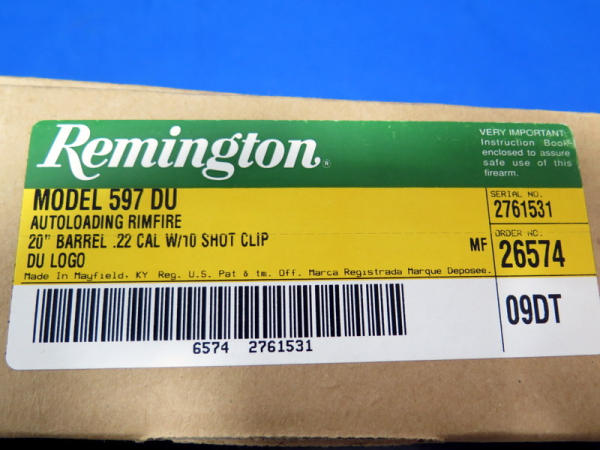 Remington®
VERY IMPORTANT:
Instruction Book
enclosed to assure
safe use of this
firearm.
MODEL 597 DU
AUTOLOADING RIMFIRE
20" BARREL .22 CAL W/10 SHOT CLIP
MF
DU LOGO
Made In Mayfield, KY Reg. U.S. Pat & tm. Off. Marca Registrada Marque Deposee.
SERIAL NO.
2761531
ORDER NO.
26574
09DT
6574 2761531